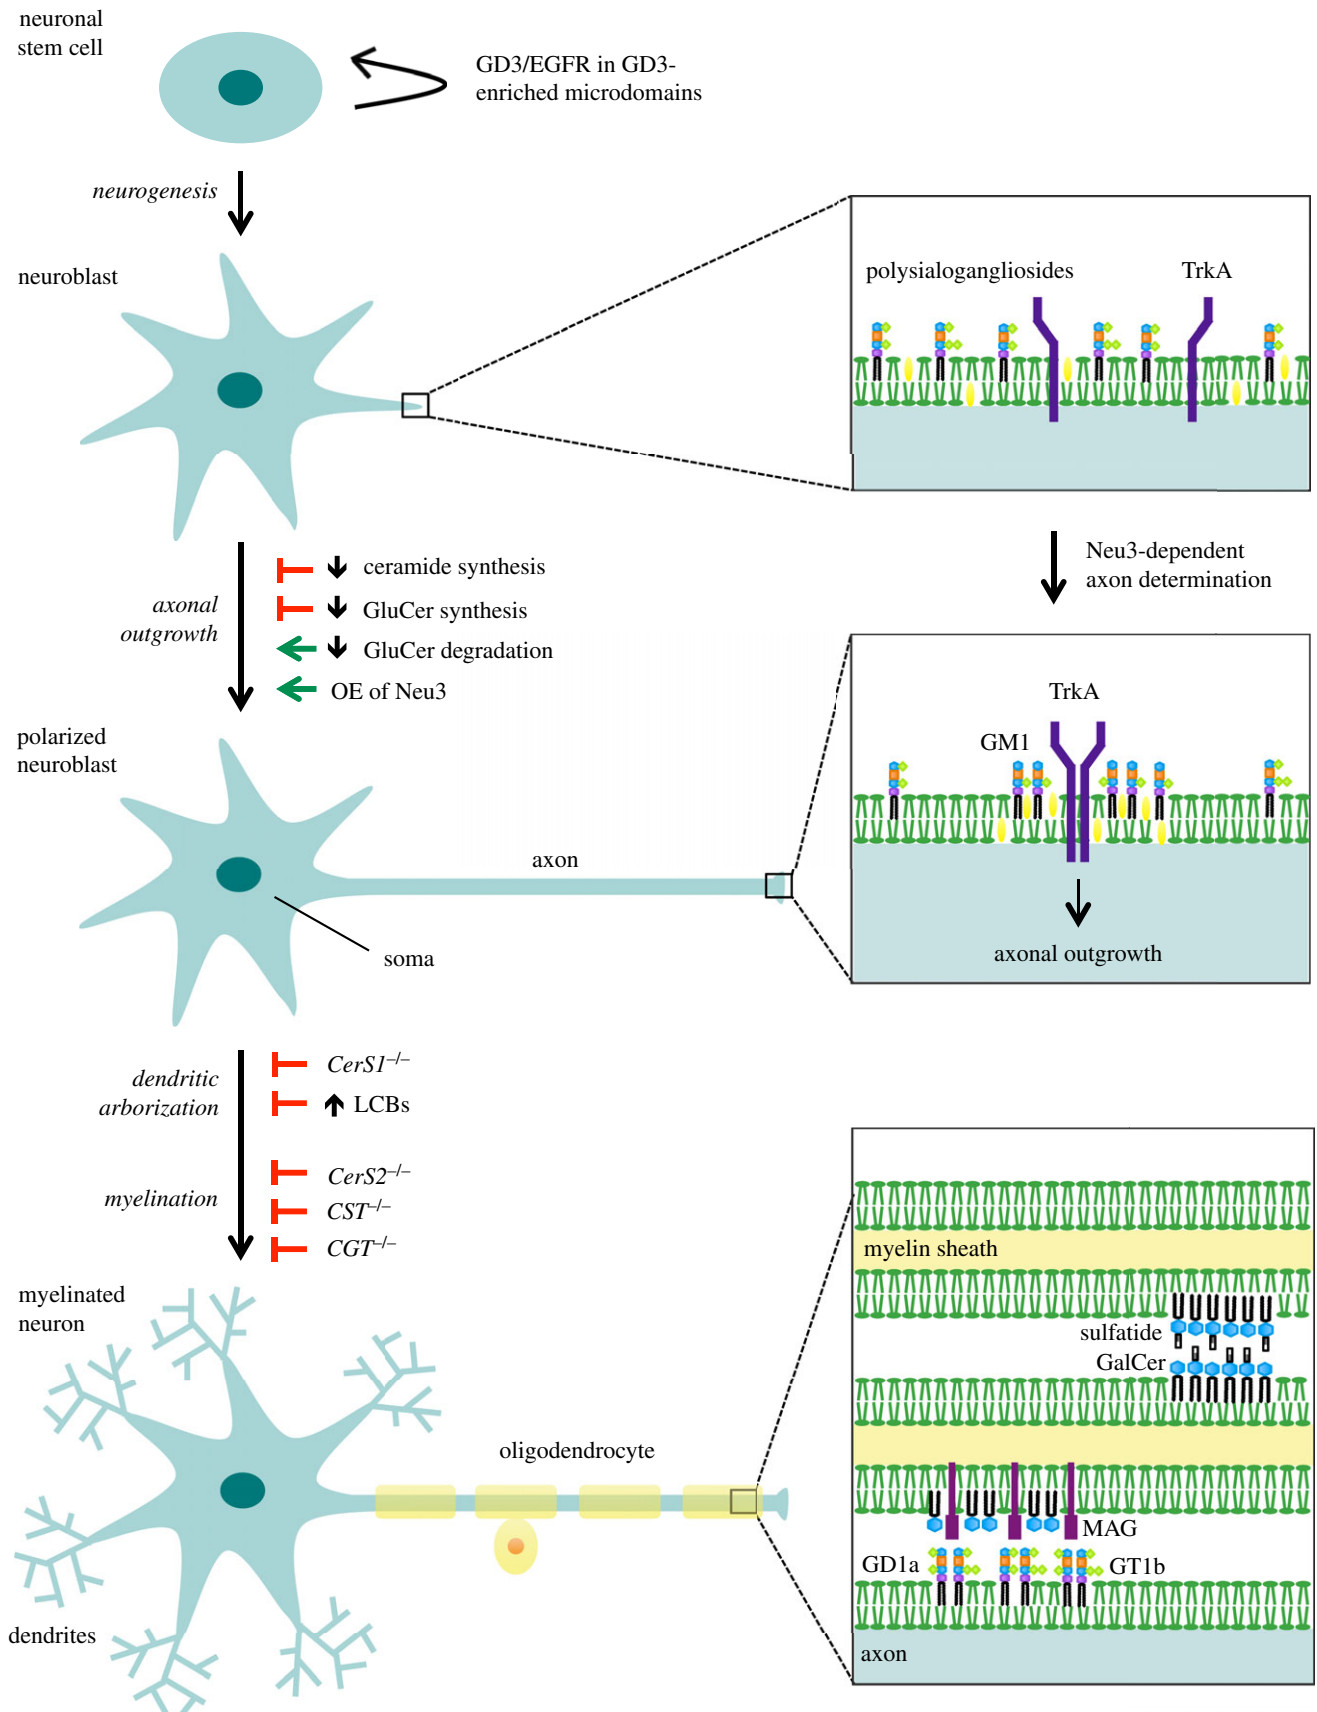 neuronal
stem cell
GD3/EGFR in GD3-
enriched microdomains
neurogenesis
neuroblast
polysialogangliosides
TrkA
axonal
outgrowth
ceramide synthesis
GluCer synthesis
GluCer degradation
OE of Neu3
Neu3-dependent
axon determination
polarized
neuroblast
axon
soma
TrkA
GM1
axonal outgrowth
dendritic
arborization
CerS1–/–
LCBs
myelination
CerS2–/–
CST–/–
CGT–/–
myelinated
neuron
oligodendrocyte
dendrites
myelin sheath
sulfatide
GalCer
MAG
GD1a
GT1b
axon